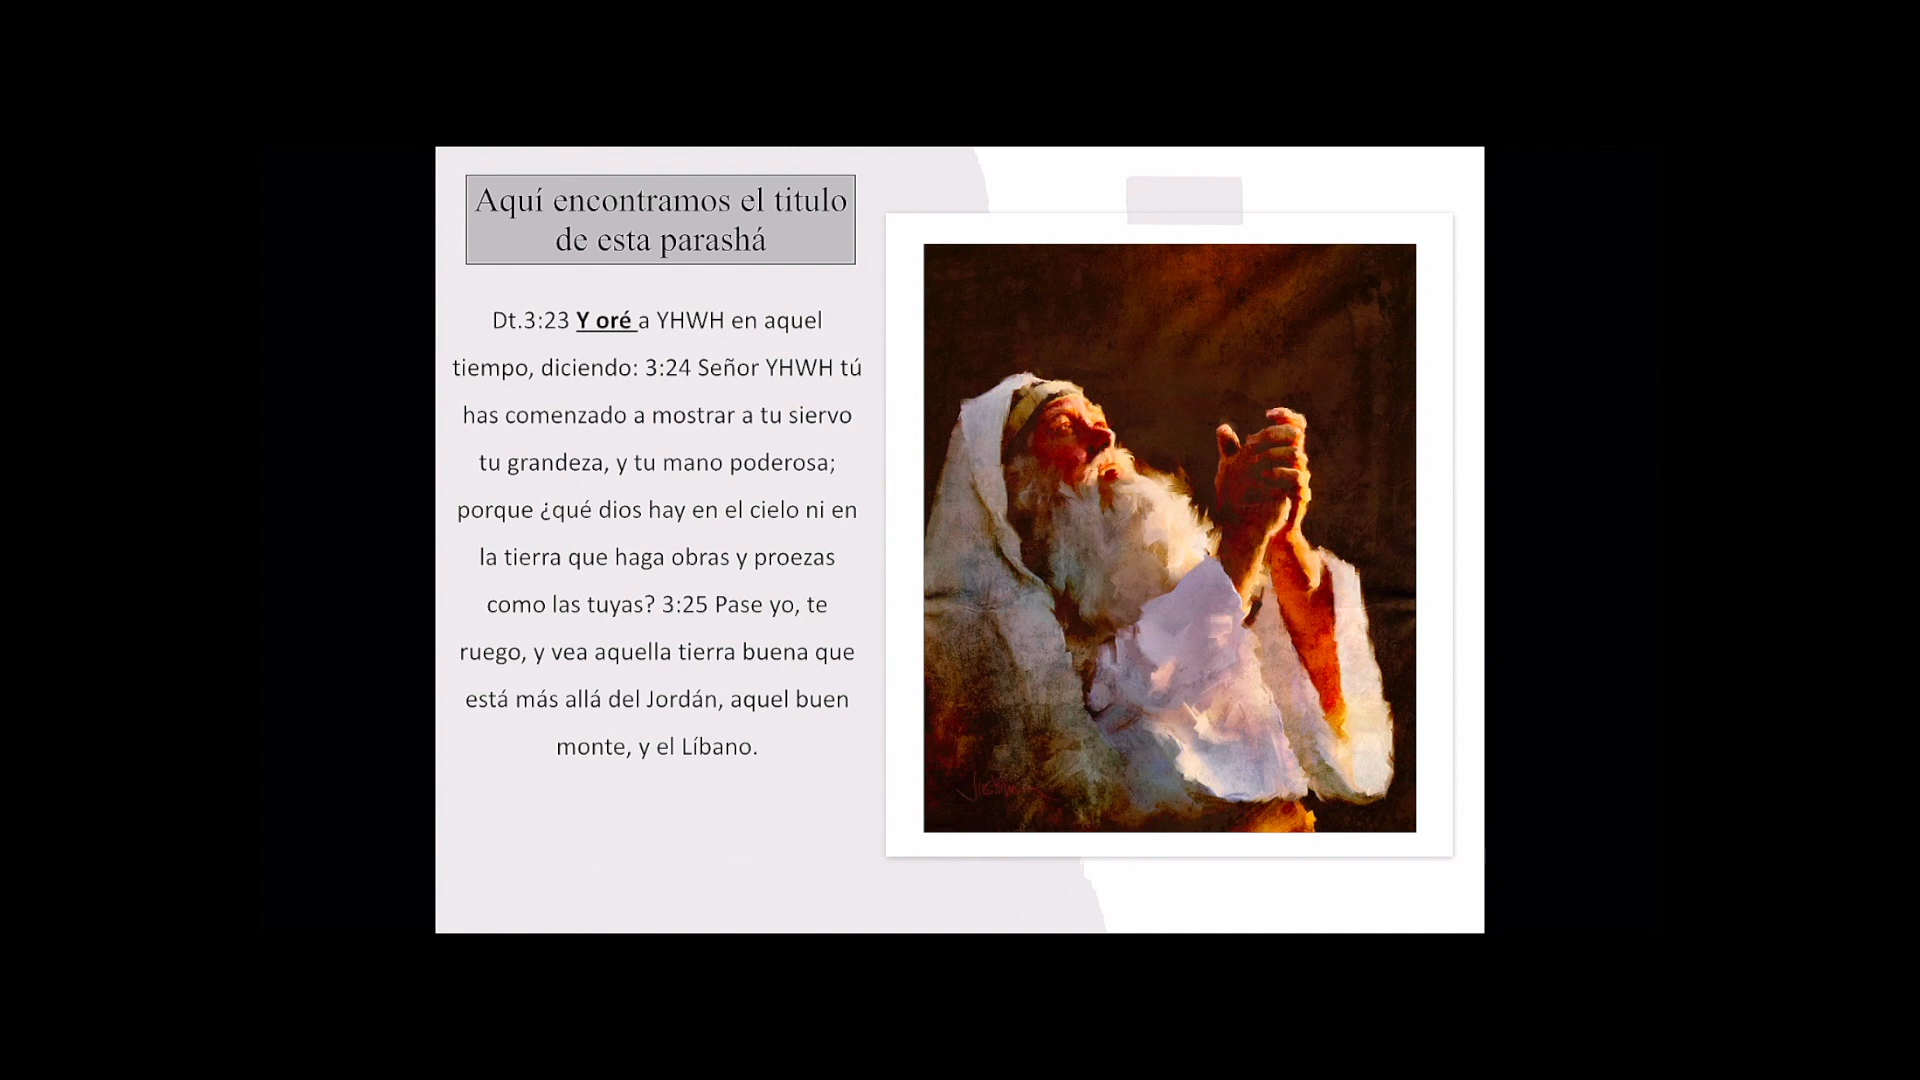 Aquí encontramos el titulo
de esta parashá
Dt.3:23 Y oré a YHWH en aquel
tiempo, diciendo: 3:24 Señor YHWH tú
has comenzado a mostrar a tu siervo
tu grandeza, y tu mano poderosa;
porque ¿qué dios hay en el cielo ni en
la tierra que haga obras y proezas
como las tuyas? 3:25 Pase yo, te
ruego, y vea aquella tierra buena que
está más allá del Jordán, aquel buen
monte, y el Líbano.